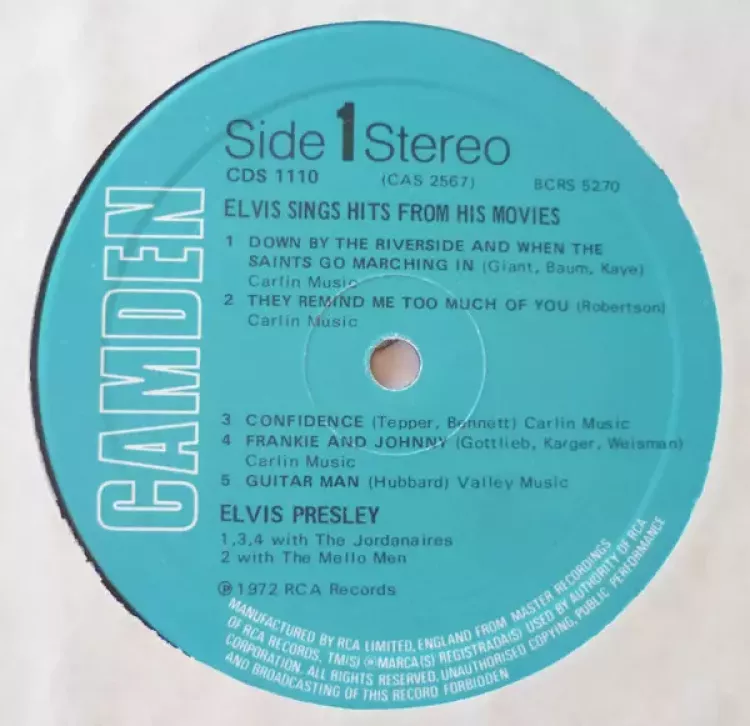 CAMDEN
Side 1 Stereo
CDS 1110 (CAS 2567) BCRS 5270
ELVIS SINGS HITS FROM HIS MOVIES
1 DOWN BY THE RIVERSIDE AND WHEN THE
SAINTS GO MARCHING IN (Giant, Baum, Kaye)
Carlin Music
2 THEY REMIND ME TOO MUCH OF YOU (Robertson)
Carlin Music
3 CONFIDENCE (Tepper, Bennett) Carlin Music
4 FRANKIE AND JOHNNY (Gottlieb, Karger, Weisman)
Carlin Music
5 GUITAR MAN (Hubbard) Valley Music
ELVIS PRESLEY
1,3,4 with The Jordanaires
2 with The Mello Men
℗ 1972 RCA Records
MANUFACTURED BY RCA LIMITED, ENGLAND FROM MASTER RECORDINGS
OF RCA RECORDS, TM(S) ® MARCA(S) REGISTRADA(S) USED BY AUTHORITY OF RCA
CORPORATION. ALL RIGHTS RESERVED. UNAUTHORISED COPYING, PUBLIC PERFORMANCE
AND BROADCASTING OF THIS RECORD FORBIDDEN